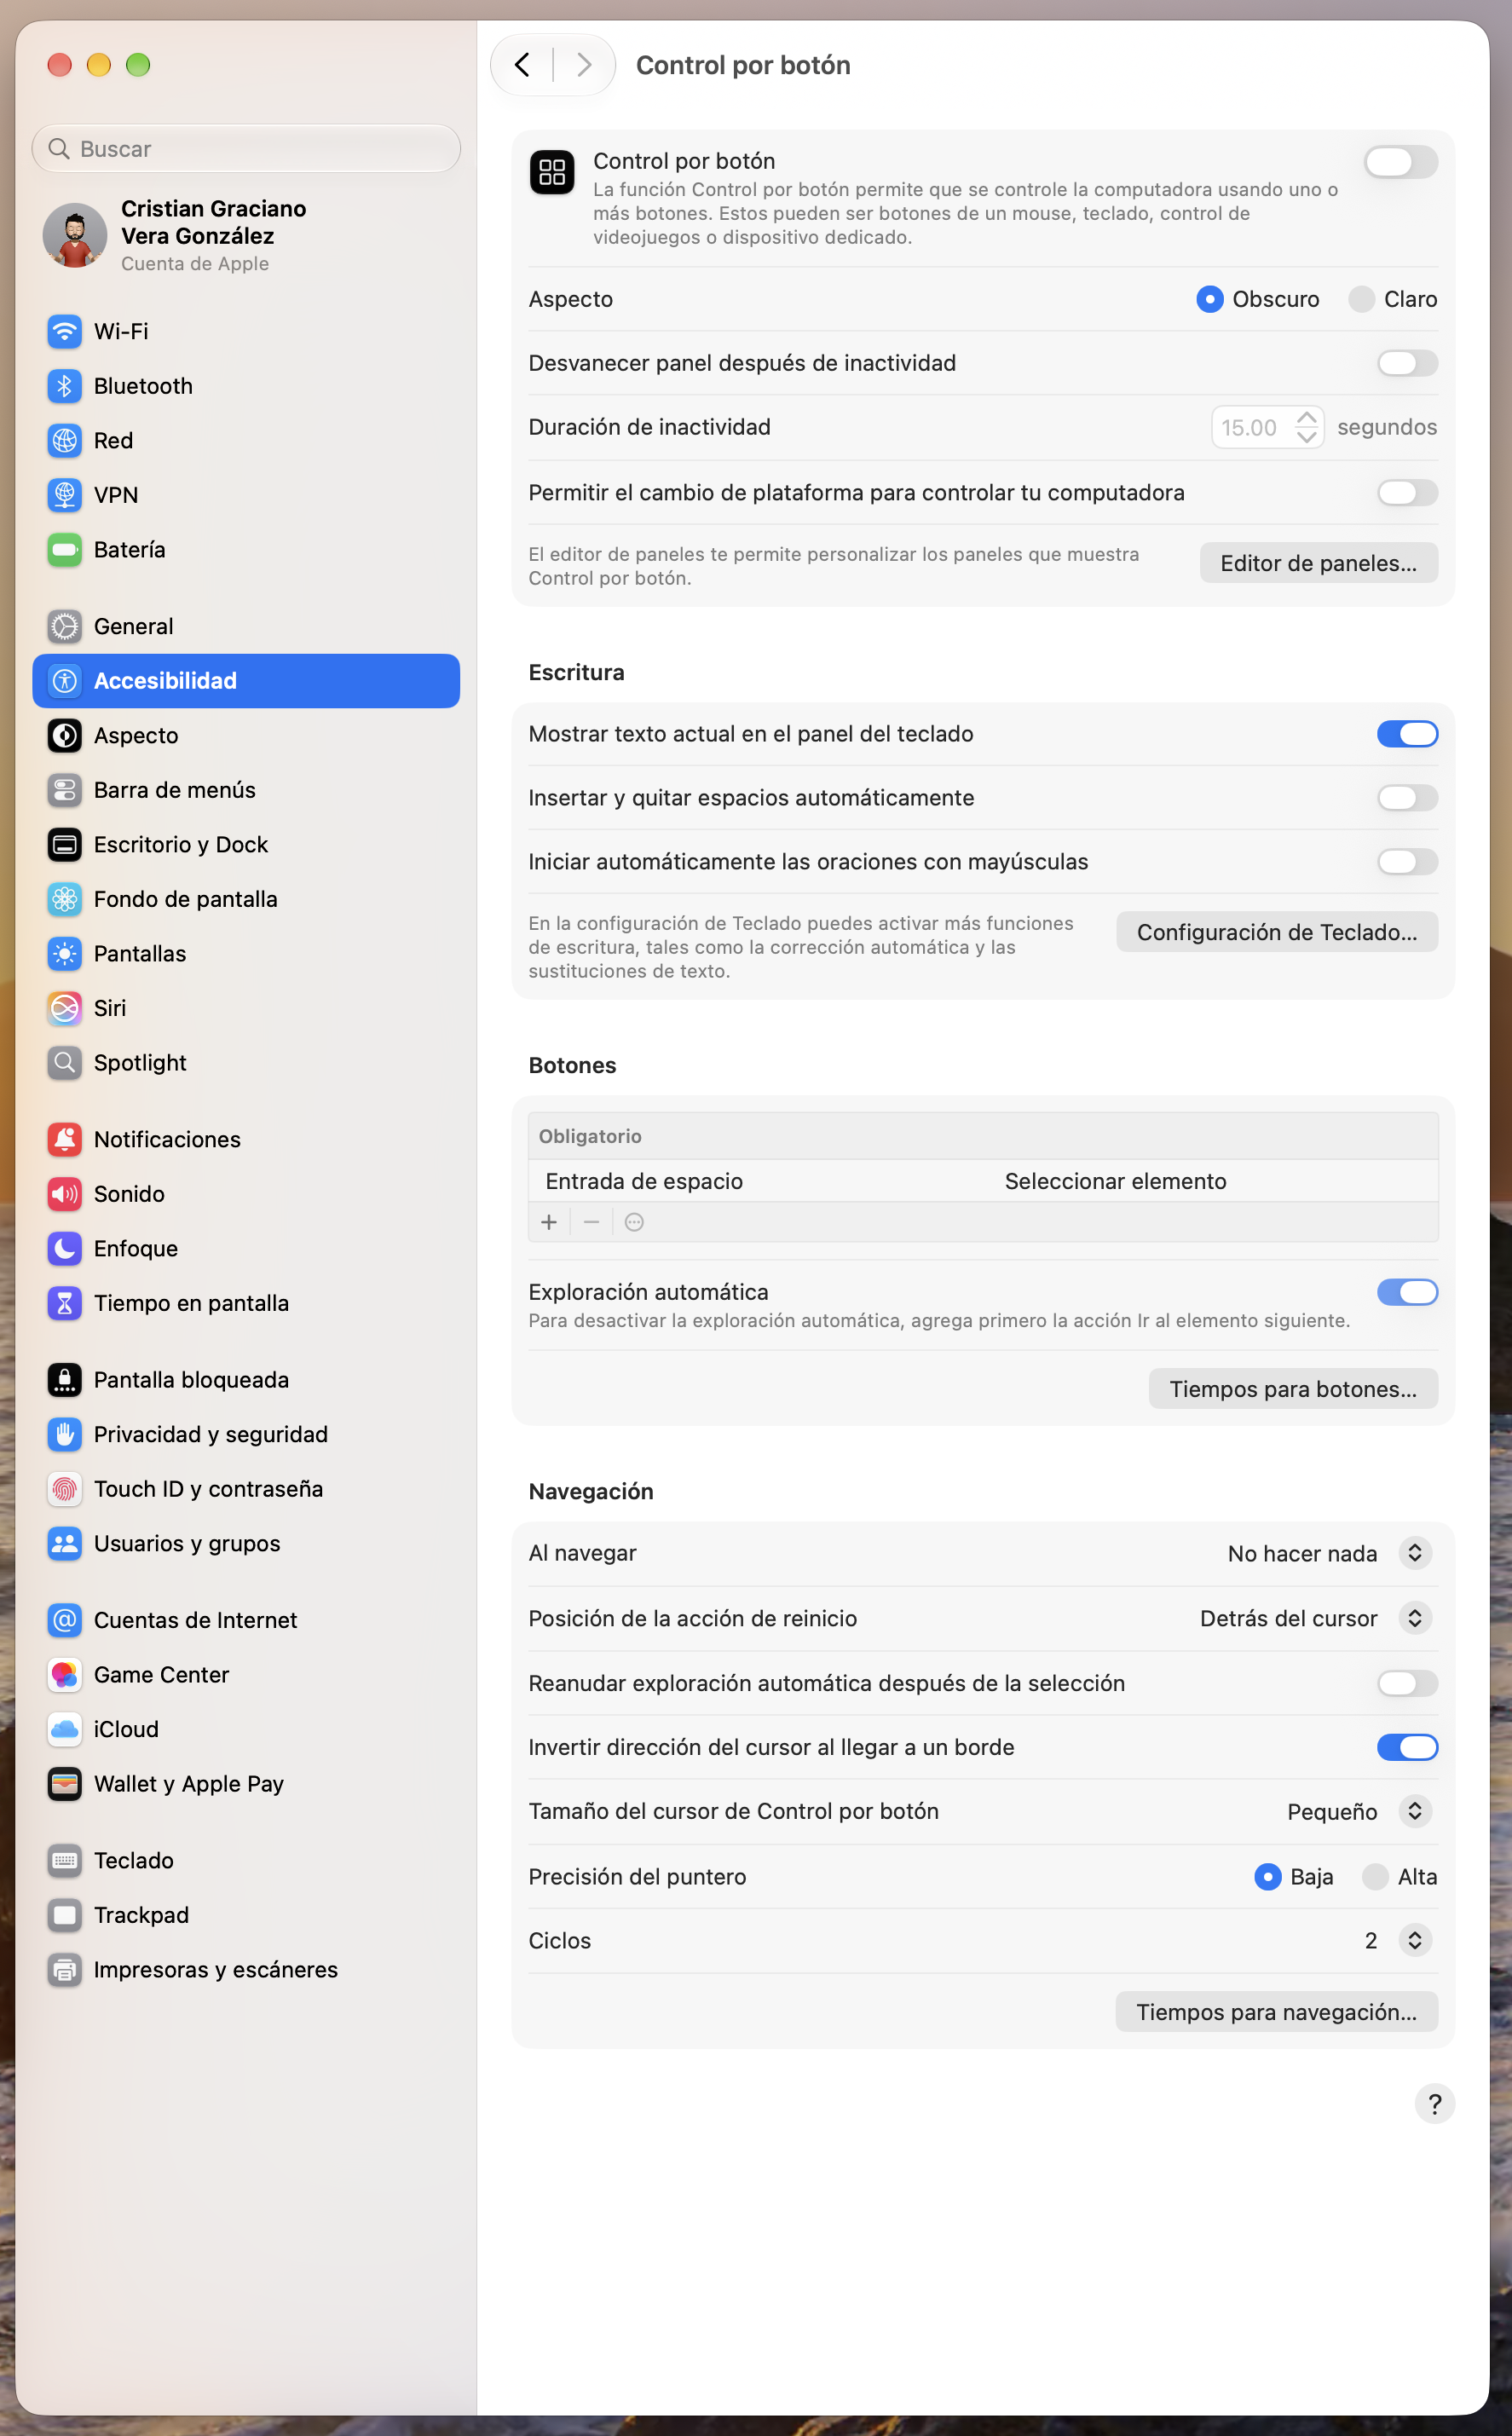 Control por botón
Buscar
Cristian Graciano
Vera González
Cuenta de Apple
Wi-Fi
Bluetooth
Red
VPN
Batería
General
Accesibilidad
Aspecto
Barra de menús
Escritorio y Dock
Fondo de pantalla
Pantallas
Siri
Spotlight
Notificaciones
Sonido
Enfoque
Tiempo en pantalla
Pantalla bloqueada
Privacidad y seguridad
Touch ID y contraseña
Usuarios y grupos
Cuentas de Internet
Game Center
iCloud
Wallet y Apple Pay
Teclado
Trackpad
Impresoras y escáneres
Control por botón
La función Control por botón permite que se controle la computadora usando uno o
más botones. Estos pueden ser botones de un mouse, teclado, control de
videojuegos o dispositivo dedicado.
Aspecto Obscuro Claro
Desvanecer panel después de inactividad
Duración de inactividad 15.00 segundos
Permitir el cambio de plataforma para controlar tu computadora
El editor de paneles te permite personalizar los paneles que muestra
Control por botón.
Editor de paneles...
Escritura
Mostrar texto actual en el panel del teclado
Insertar y quitar espacios automáticamente
Iniciar automáticamente las oraciones con mayúsculas
En la configuración de Teclado puedes activar más funciones
de escritura, tales como la corrección automática y las
sustituciones de texto.
Configuración de Teclado...
Botones
Obligatorio
Entrada de espacio Seleccionar elemento
Exploración automática
Para desactivar la exploración automática, agrega primero la acción Ir al elemento siguiente.
Tiempos para botones...
Navegación
Al navegar No hacer nada
Posición de la acción de reinicio Detrás del cursor
Reanudar exploración automática después de la selección
Invertir dirección del cursor al llegar a un borde
Tamaño del cursor de Control por botón Pequeño
Precisión del puntero Baja Alta
Ciclos 2
Tiempos para navegación...
?